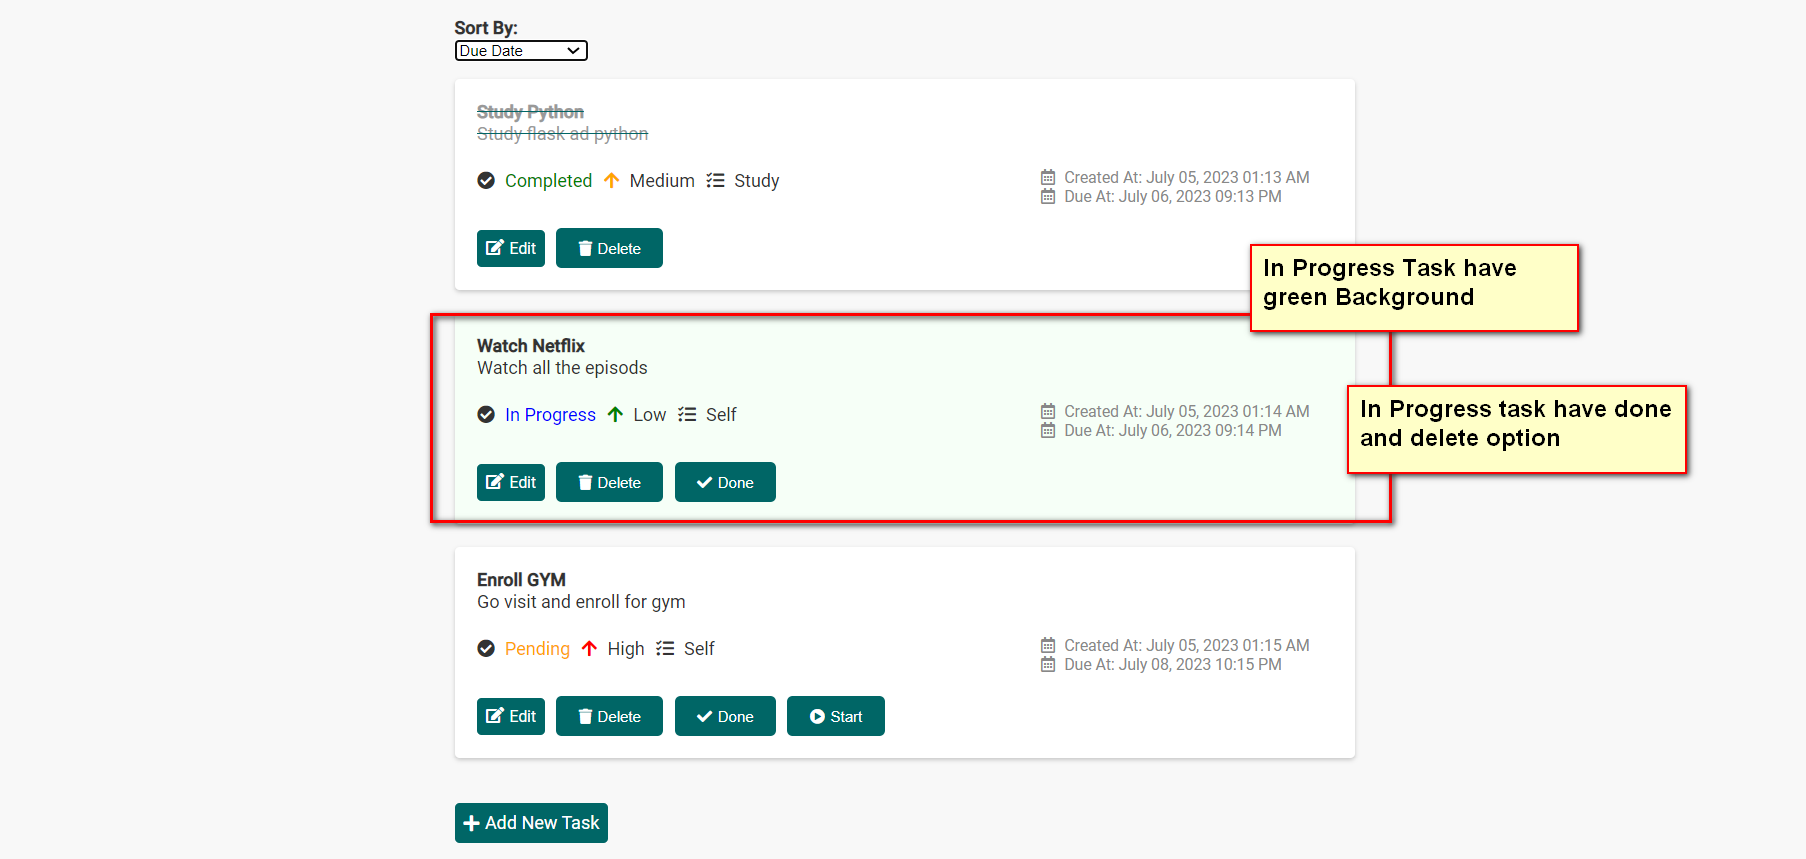 Sort By:
Due Date
Study Python
Study flask ad python
Completed Medium Study
Created At: July 05, 2023 01:13 AM
Due At: July 06, 2023 09:13 PM
Edit Delete
In Progress Task have
green Background
Watch Netflix
Watch all the episods
In Progress Low Self
Created At: July 05, 2023 01:14 AM
Due At: July 06, 2023 09:14 PM
In Progress task have done
and delete option
Edit Delete Done
Enroll GYM
Go visit and enroll for gym
Pending High Self
Created At: July 05, 2023 01:15 AM
Due At: July 08, 2023 10:15 PM
Edit Delete Done Start
Add New Task